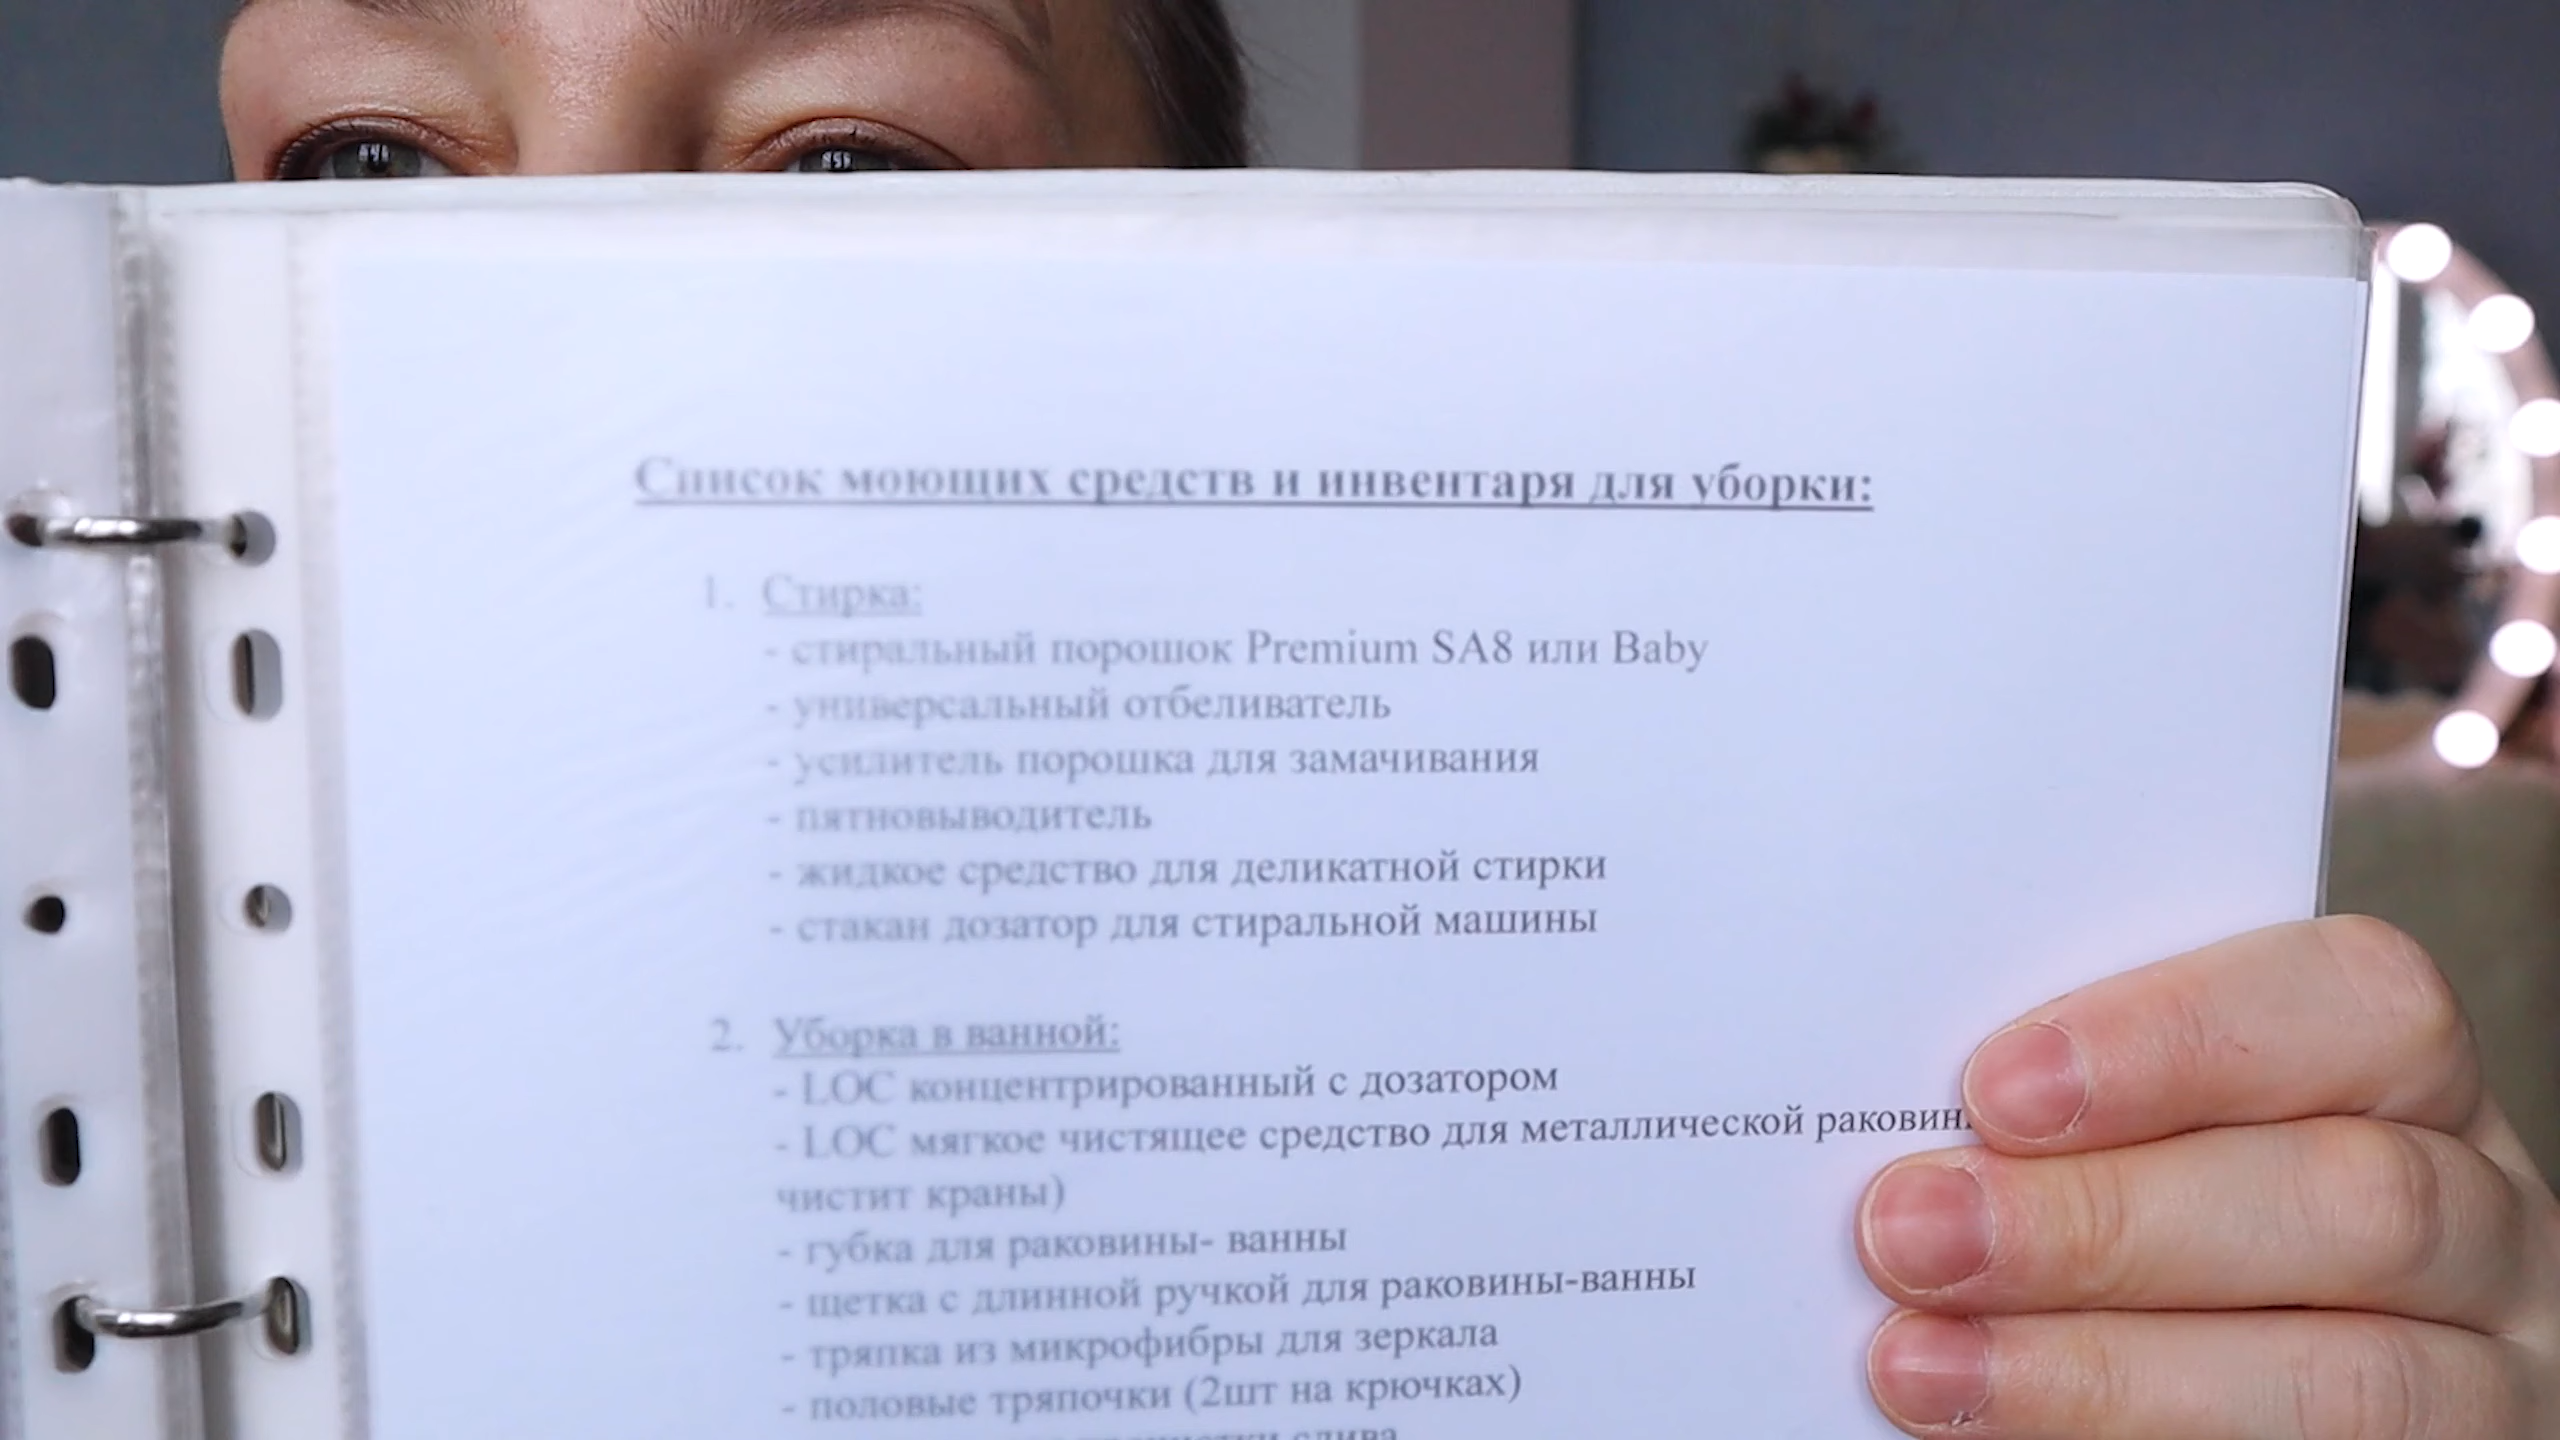 Список моющих средств и инвентаря для уборки:
1. Стирка:
- стиральный порошок Premium SA8 или Baby
- универсальный отбеливатель
- усилитель порошка для замачивания
- пятновыводитель
- жидкое средство для деликатной стирки
- стакан дозатор для стиральной машины
2. Уборка в ванной:
- LOC концентрированный с дозатором
- LOC мягкое чистящее средство для металлической
чистит краны)
- губка для раковины- ванны
- щетка с длинной ручкой для раковины-ванны
- тряпка из микрофибры для зеркала
- половые тряпочки (2шт на крючках)
слива